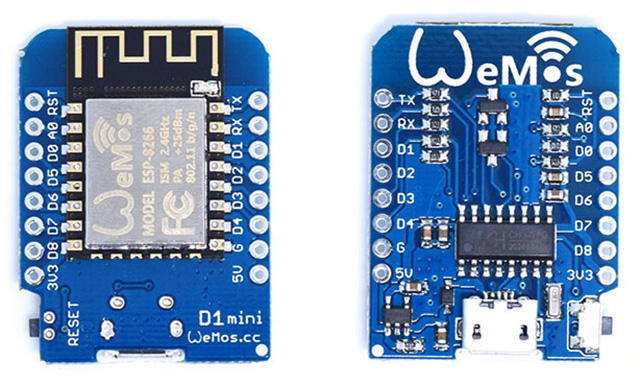 RST
A0
D0
D5
D6
D7
D8
3V3
TX
RX
D1
D2
D3
D4
G
5V
WeMos
MODEL ESP-8266
ISM 2.4GHz
PA +25dBm
802.11 b/g/n
FC
RESET
D1 mini
WeMos.cc
WeMos
TX
RX
D1
D2
D3
D4
G
5V
RST
A0
D0
D5
D6
D7
D8
3V3